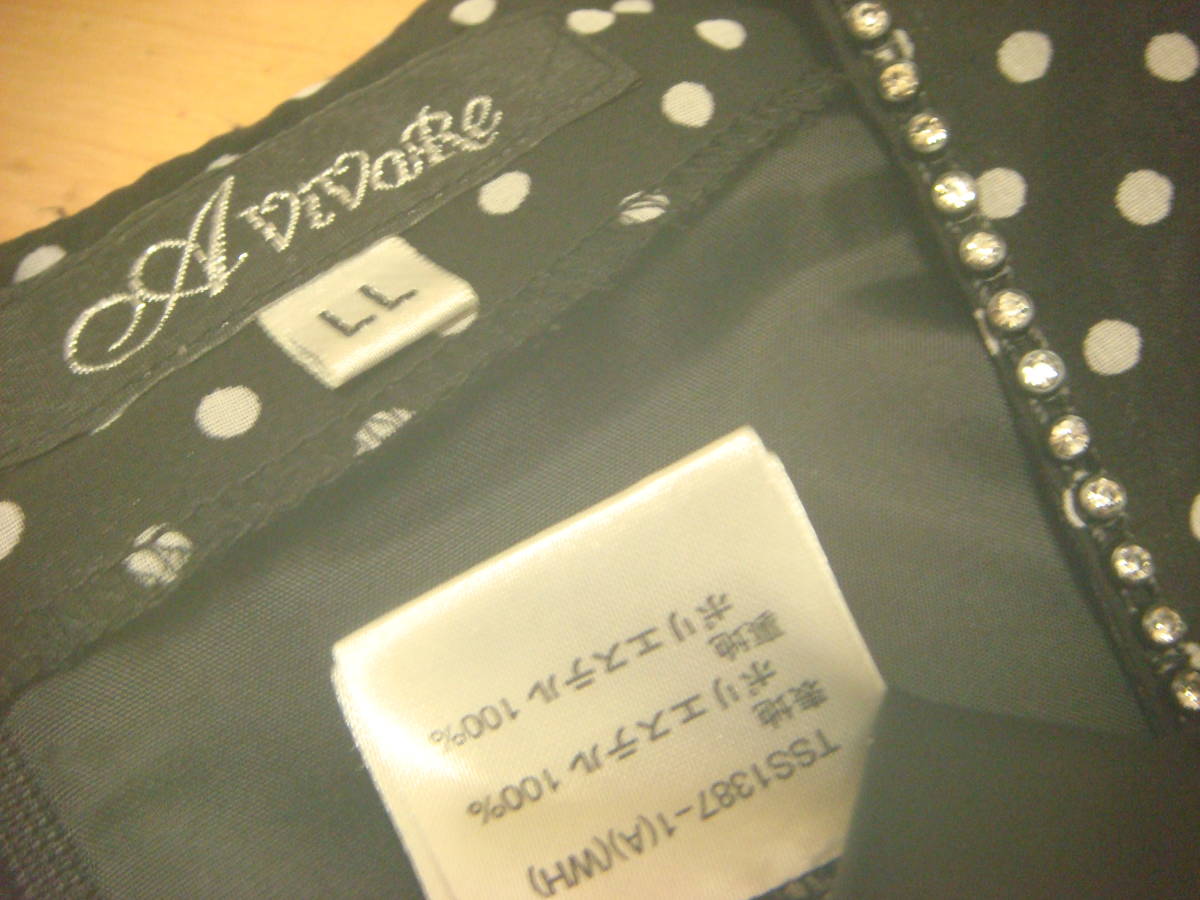 AvivaRe
LL
TSS1387-1(A)(WH)
表地
ポリエステル 100%
裏地
ポリエステル 100%